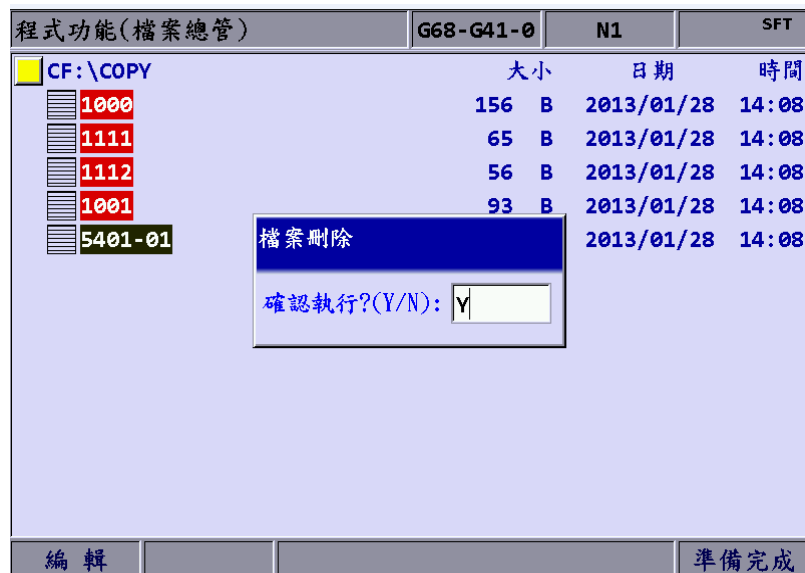 程式功能(檔案總管) G68-G41-0 N1 SFT
CF:\COPY 大小 日期 時間
1000 156 B 2013/01/28 14:08
1111 65 B 2013/01/28 14:08
1112 56 B 2013/01/28 14:08
1001 93 B 2013/01/28 14:08
5401-01 2013/01/28 14:08
檔案刪除
確認執行?(Y/N): Y
編輯 準備完成